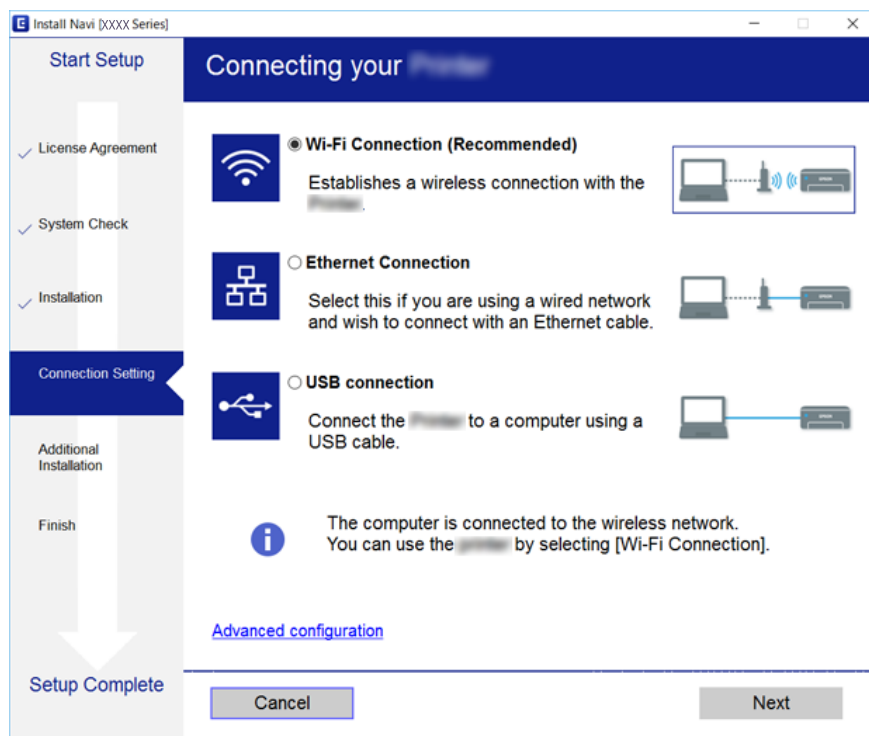 Install Navi [XXXX Series]
Start Setup
License Agreement
System Check
Installation
Connection Setting
Additional
Installation
Finish
Setup Complete
Connecting your
Wi-Fi Connection (Recommended)
Establishes a wireless connection with the
Ethernet Connection
Select this if you are using a wired network
and wish to connect with an Ethernet cable.
USB connection
Connect the to a computer using a
USB cable.
The computer is connected to the wireless network.
You can use the by selecting [Wi-Fi Connection].
Advanced configuration
Cancel
Next